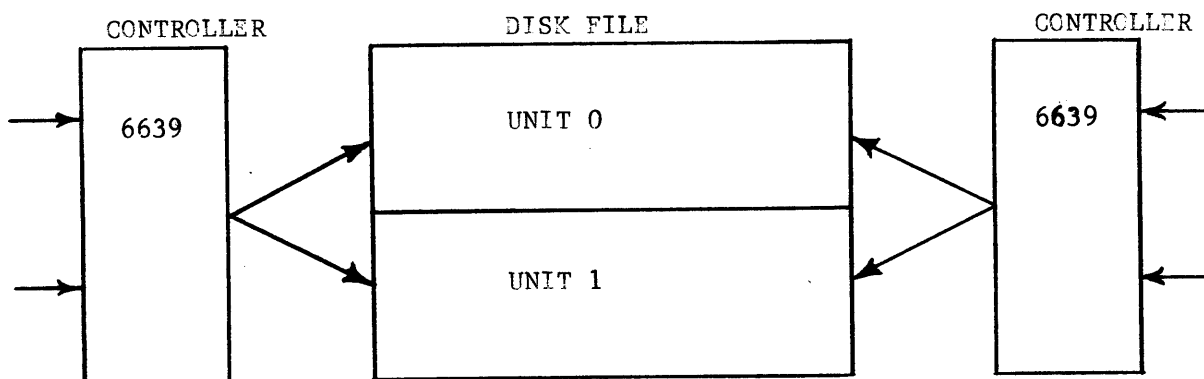 CONTROLLER
DISK FILE
CONTROLLER
6639
UNIT 0
6639
UNIT 1